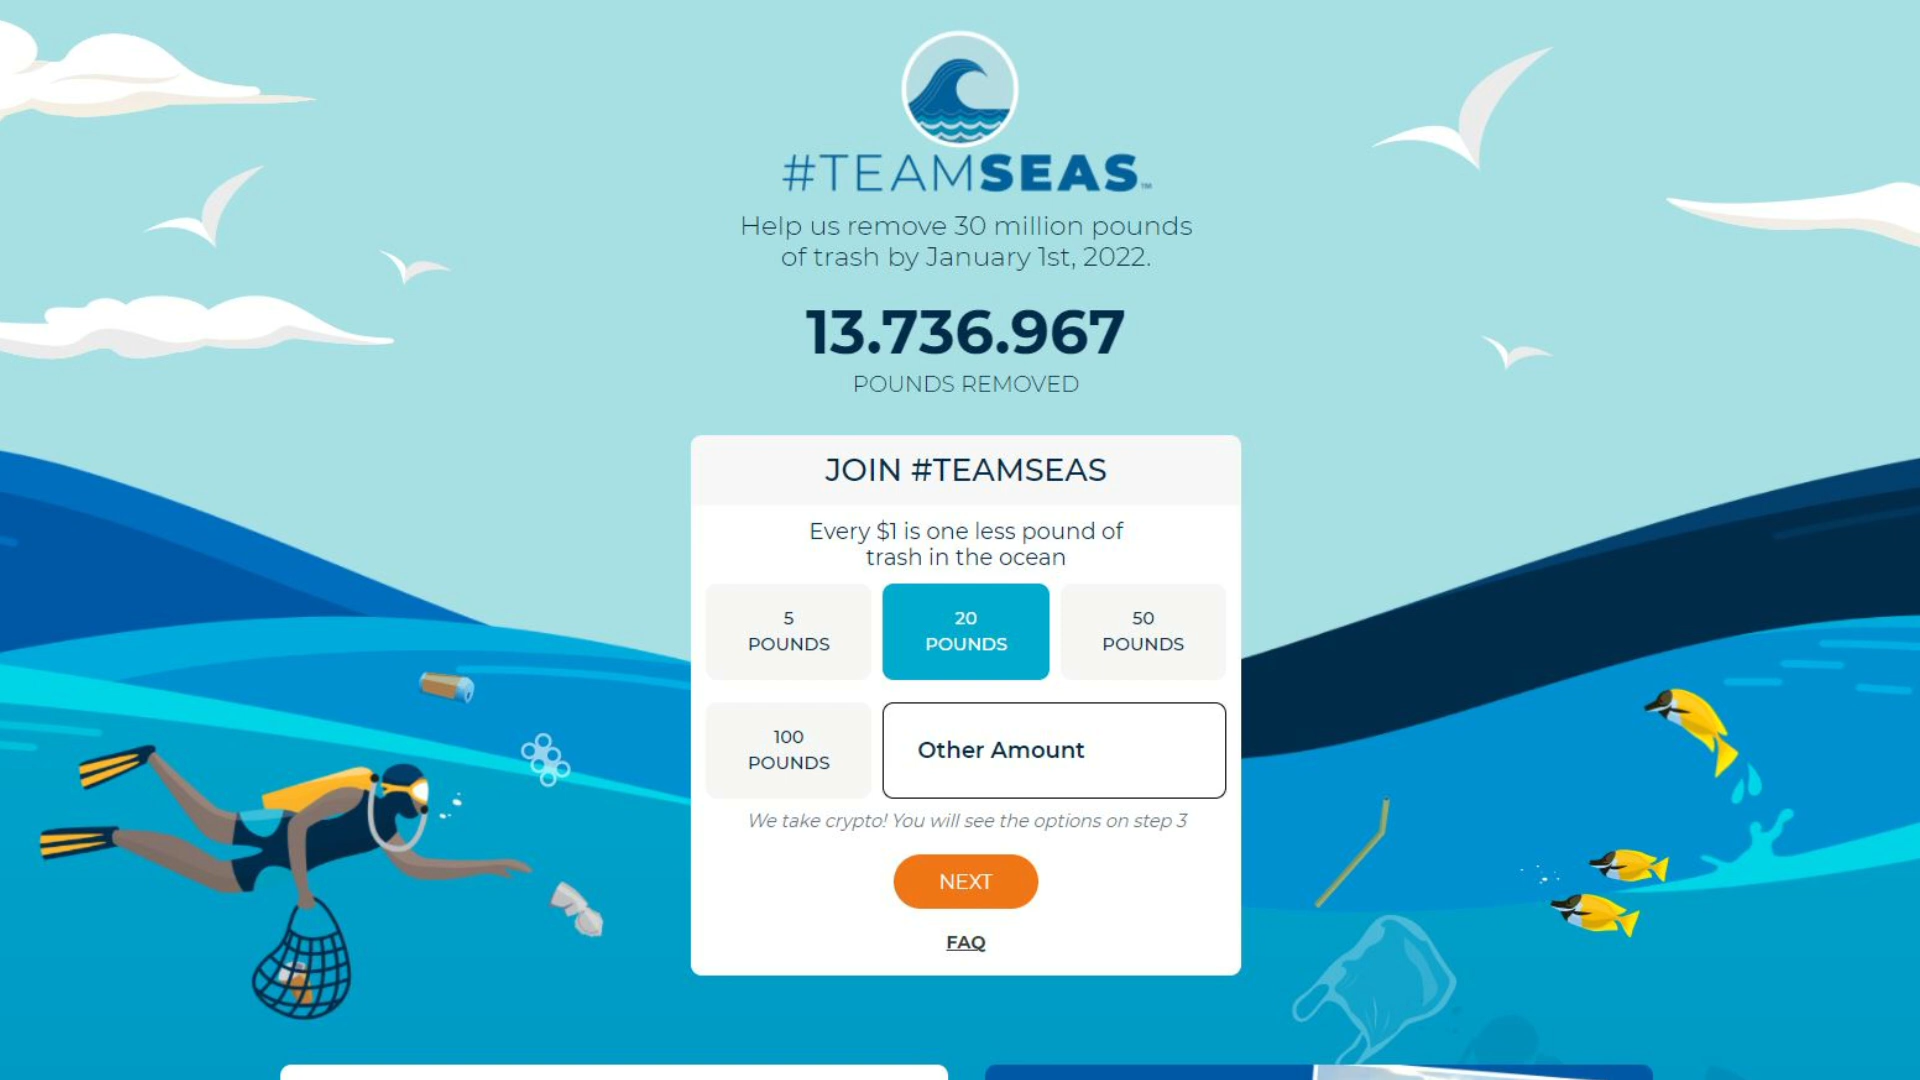 #TEAMSEAS™
Help us remove 30 million pounds
of trash by January 1st, 2022.
13.736.967
POUNDS REMOVED
JOIN #TEAMSEAS
Every $1 is one less pound of
trash in the ocean
5
POUNDS
20
POUNDS
50
POUNDS
100
POUNDS
Other Amount
We take crypto! You will see the options on step 3
NEXT
FAQ